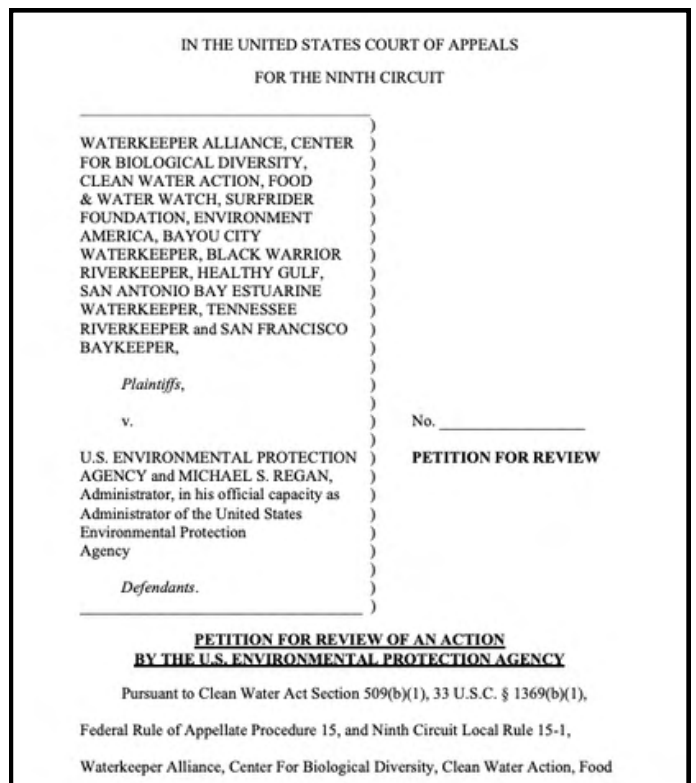 IN THE UNITED STATES COURT OF APPEALS
FOR THE NINTH CIRCUIT
WATERKEEPER ALLIANCE, CENTER )
FOR BIOLOGICAL DIVERSITY, )
CLEAN WATER ACTION, FOOD )
& WATER WATCH, SURFRIDER )
FOUNDATION, ENVIRONMENT )
AMERICA, BAYOU CITY )
WATERKEEPER, BLACK WARRIOR )
RIVERKEEPER, HEALTHY GULF, )
SAN ANTONIO BAY ESTUARINE )
WATERKEEPER, TENNESSEE )
RIVERKEEPER and SAN FRANCISCO )
BAYKEEPER, )
Plaintiffs, )
v. ) No. ____________________
U.S. ENVIRONMENTAL PROTECTION ) PETITION FOR REVIEW
AGENCY and MICHAEL S. REGAN, )
Administrator, in his official capacity as )
Administrator of the United States )
Environmental Protection )
Agency )
Defendants. )
PETITION FOR REVIEW OF AN ACTION
BY THE U.S. ENVIRONMENTAL PROTECTION AGENCY
Pursuant to Clean Water Act Section 509(b)(1), 33 U.S.C. § 1369(b)(1),
Federal Rule of Appellate Procedure 15, and Ninth Circuit Local Rule 15-1,
Waterkeeper Alliance, Center For Biological Diversity, Clean Water Action, Food